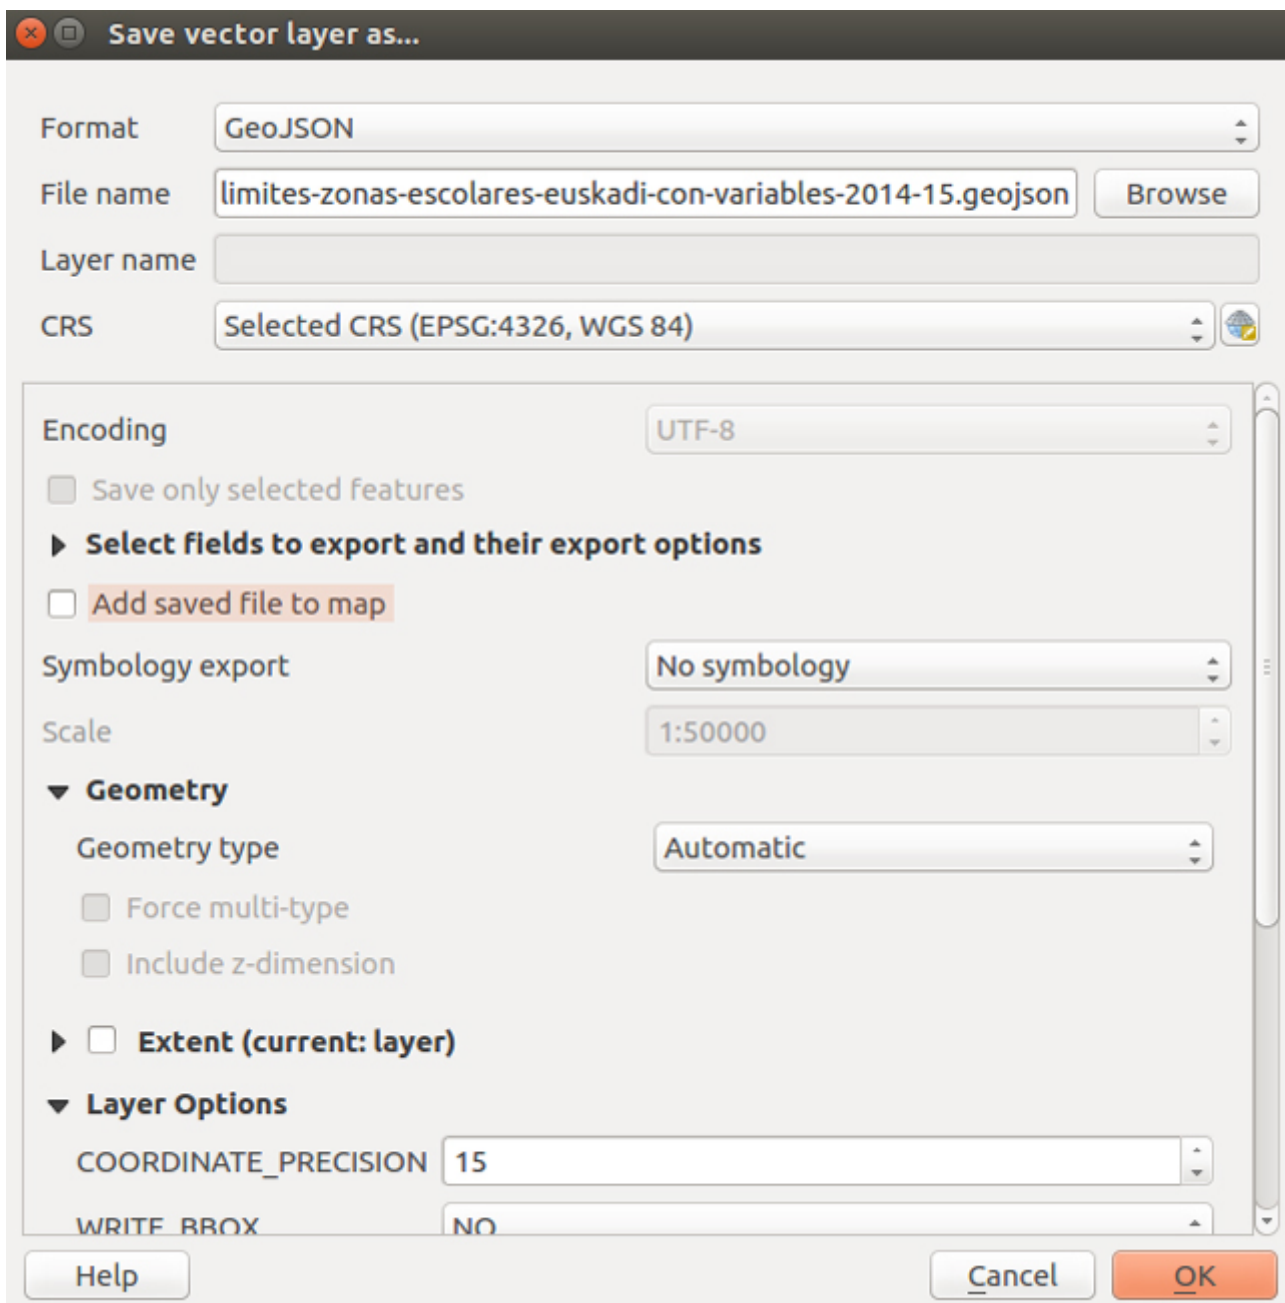 Save vector layer as...
Format GeoJSON
File name limites-zonas-escolares-euskadi-con-variables-2014-15.geojson Browse
Layer name
CRS Selected CRS (EPSG:4326, WGS 84)
Encoding UTF-8
Save only selected features
Select fields to export and their export options
Add saved file to map
Symbology export No symbology
Scale 1:50000
Geometry
Geometry type Automatic
Force multi-type
Include z-dimension
Extent (current: layer)
Layer Options
COORDINATE_PRECISION 15
WRITE_BBOX NO
Help Cancel OK